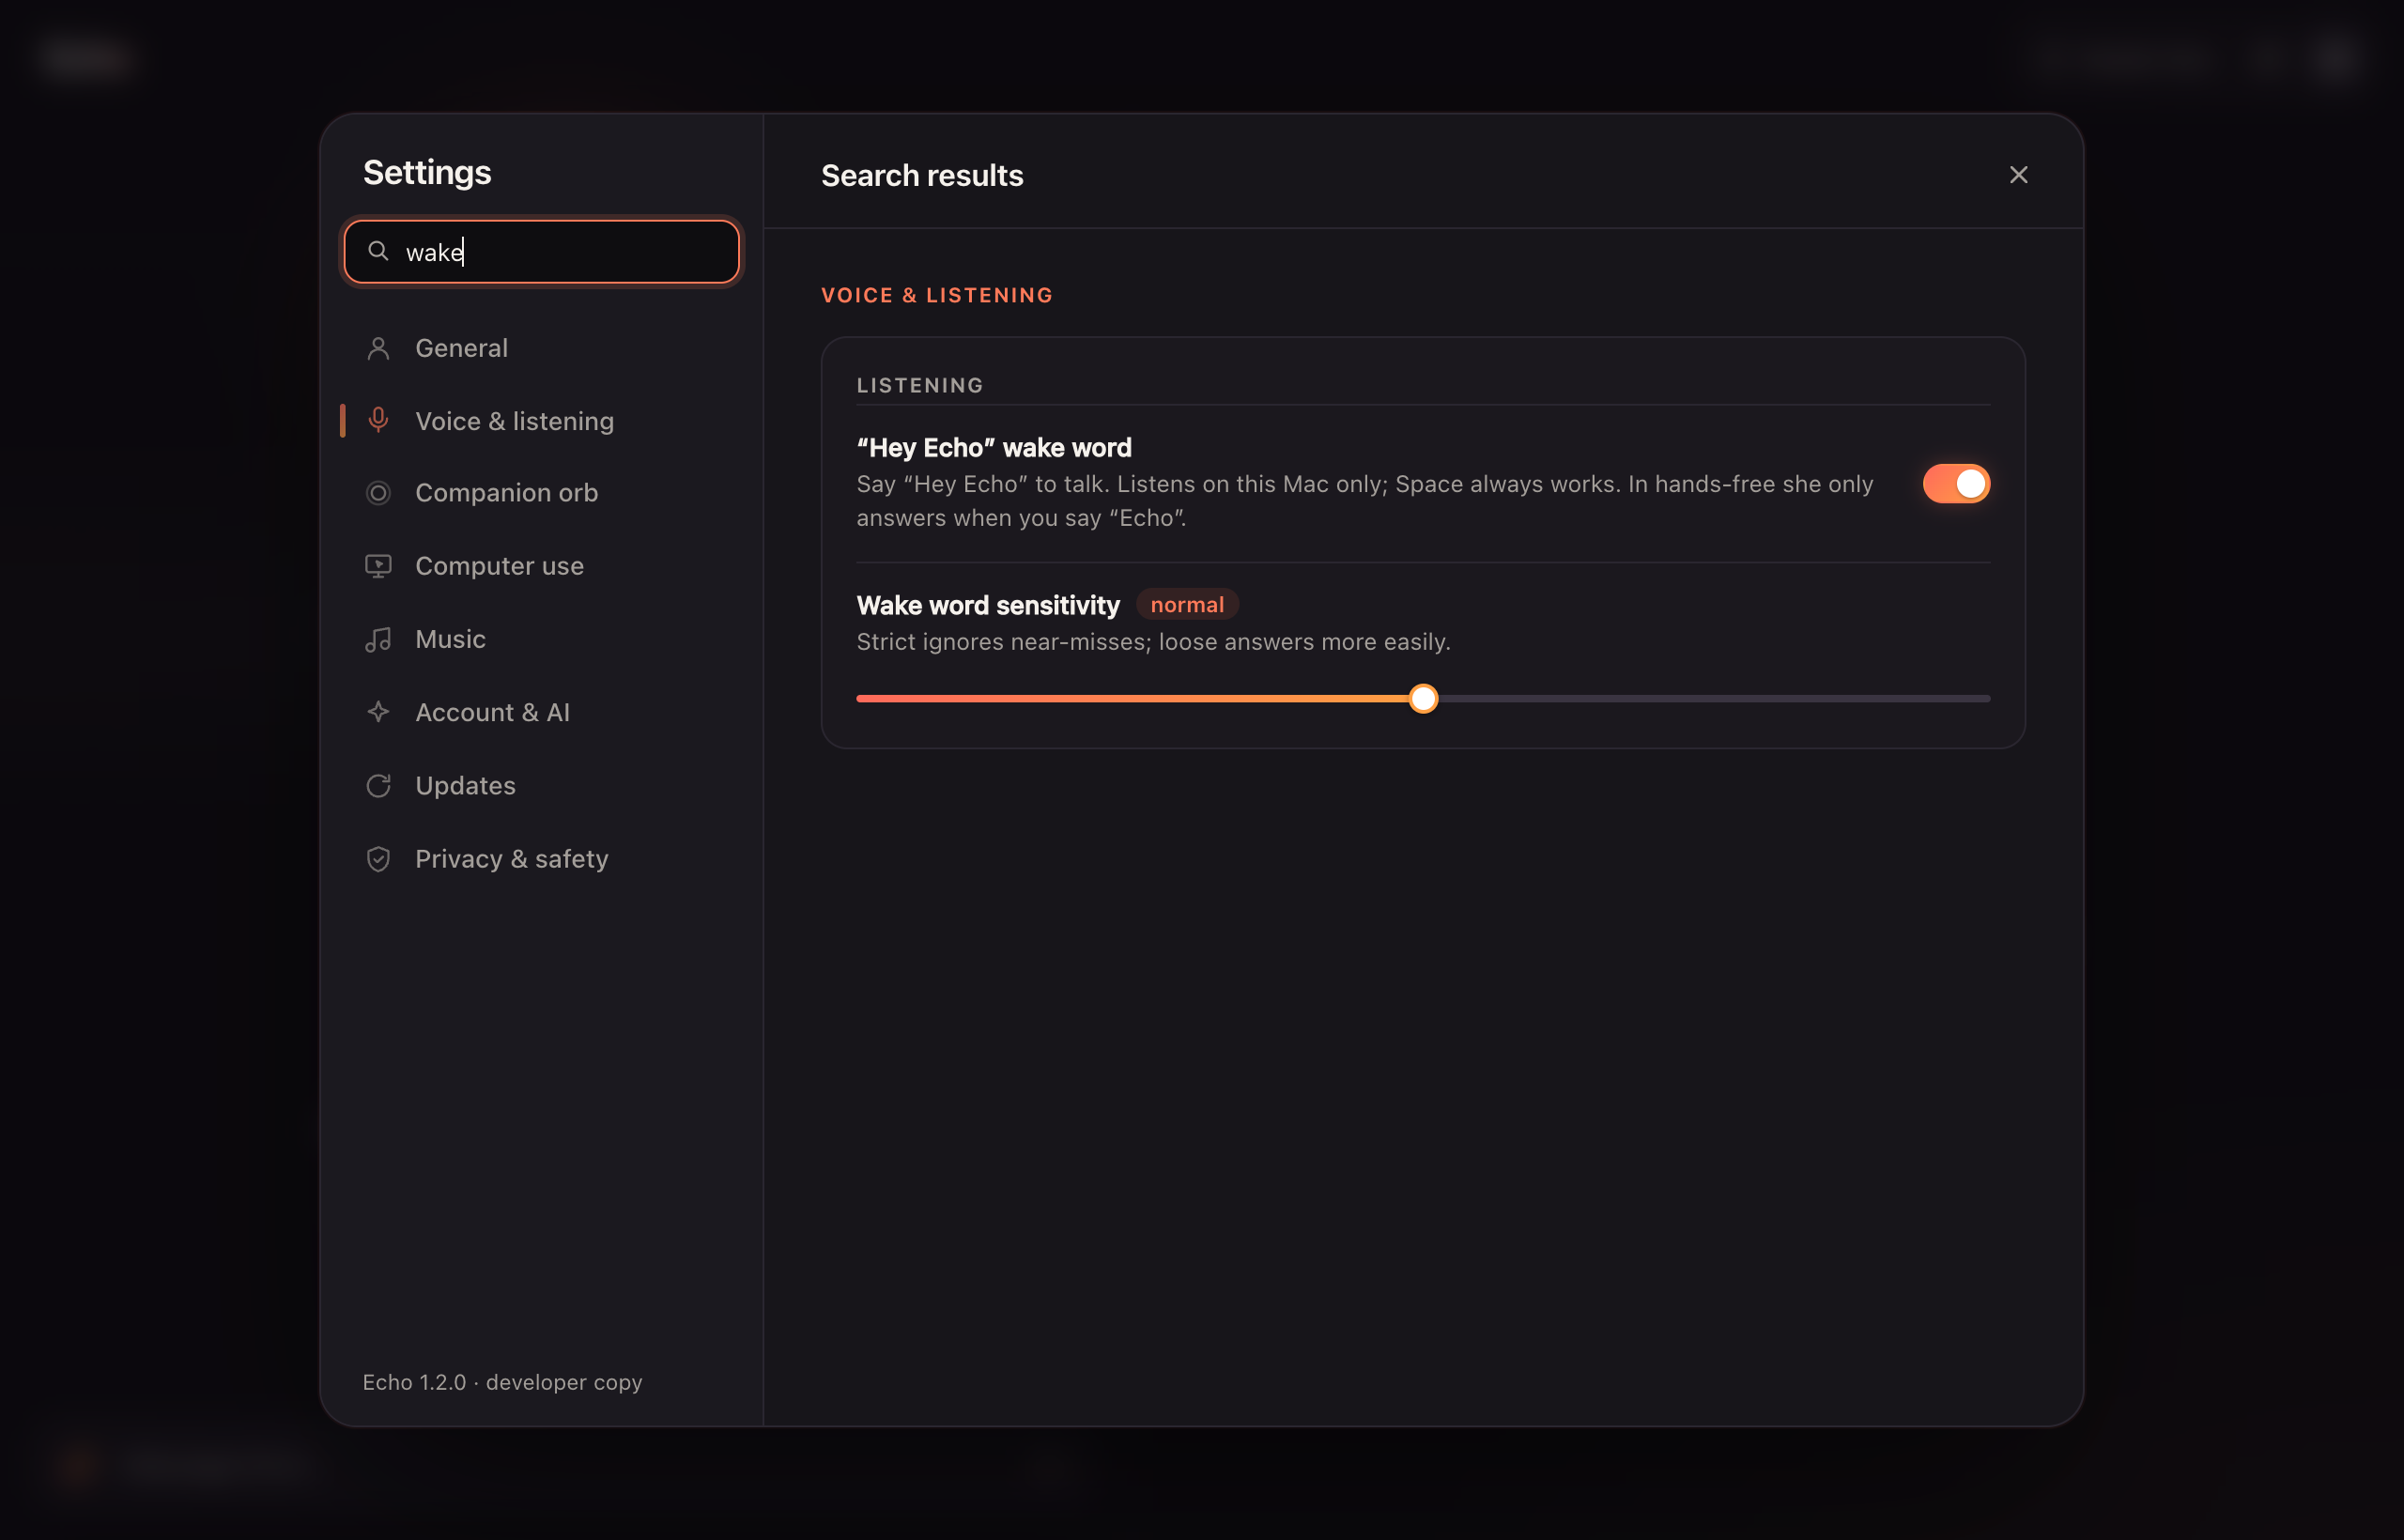 Settings
wake
General
Voice & listening
Companion orb
Computer use
Music
Account & AI
Updates
Privacy & safety
Echo 1.2.0 · developer copy
Search results
VOICE & LISTENING
LISTENING
“Hey Echo” wake word
Say “Hey Echo” to talk. Listens on this Mac only; Space always works. In hands-free she only
answers when you say “Echo”.
Wake word sensitivity normal
Strict ignores near-misses; loose answers more easily.